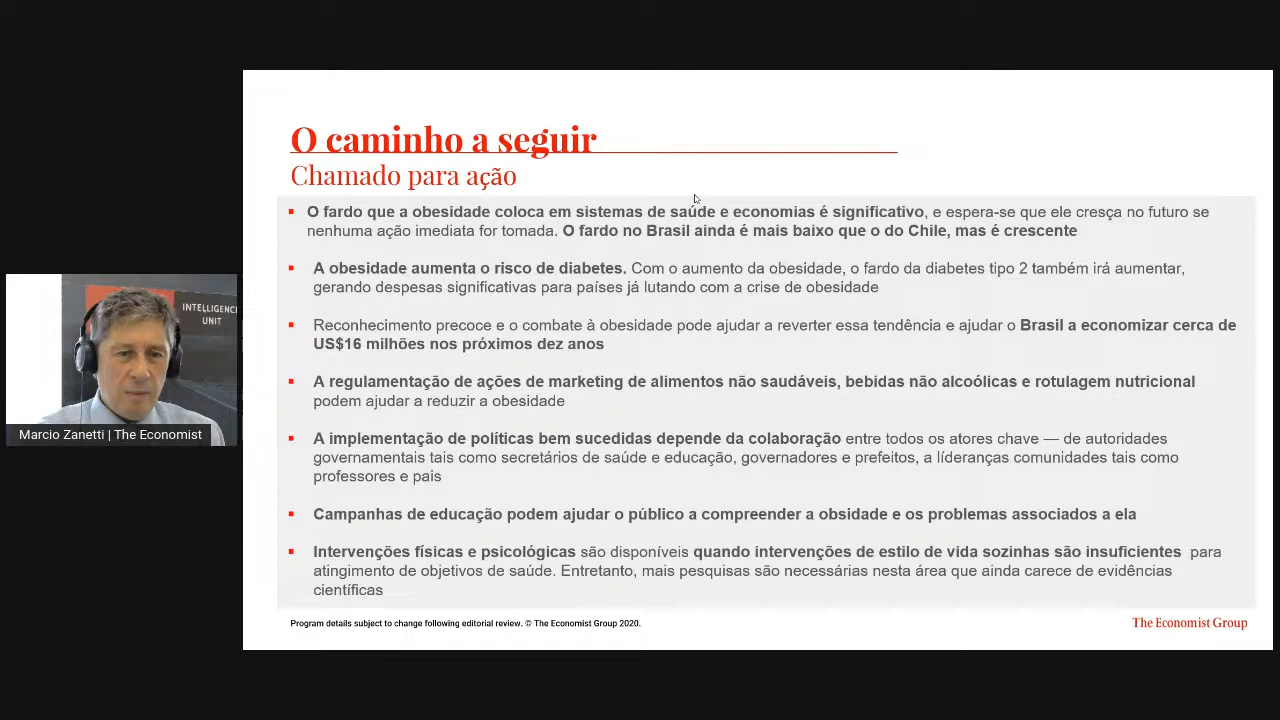 O caminho a seguir
Chamado para ação
O fardo que a obesidade coloca em sistemas de saúde e economias é significativo, e espera-se que ele cresça no futuro se
nenhuma ação imediata for tomada. O fardo no Brasil ainda é mais baixo que o do Chile, mas é crescente
A obesidade aumenta o risco de diabetes. Com o aumento da obesidade, o fardo da diabetes tipo 2 também irá aumentar,
gerando despesas significativas para países já lutando com a crise de obesidade
Reconhecimento precoce e o combate à obesidade pode ajudar a reverter essa tendência e ajudar o Brasil a economizar cerca de
US$16 milhões nos próximos dez anos
A regulamentação de ações de marketing de alimentos não saudáveis, bebidas não alcoólicas e rotulagem nutricional
podem ajudar a reduzir a obesidade
A implementação de políticas bem sucedidas depende da colaboração entre todos os atores chave — de autoridades
governamentais tais como secretários de saúde e educação, governadores e prefeitos, a líderanças comunidades tais como
professores e pais
Campanhas de educação podem ajudar o público a compreender a obsidade e os problemas associados a ela
Intervenções físicas e psicológicas são disponíveis quando intervenções de estilo de vida sozinhas são insuficientes para
atingimento de objetivos de saúde. Entretanto, mais pesquisas são necessárias nesta área que ainda carece de evidências
científicas
Program details subject to change following editorial review. © The Economist Group 2020.
The Economist Group
INTELLIGENCE
UNIT
Marcio Zanetti | The Economist